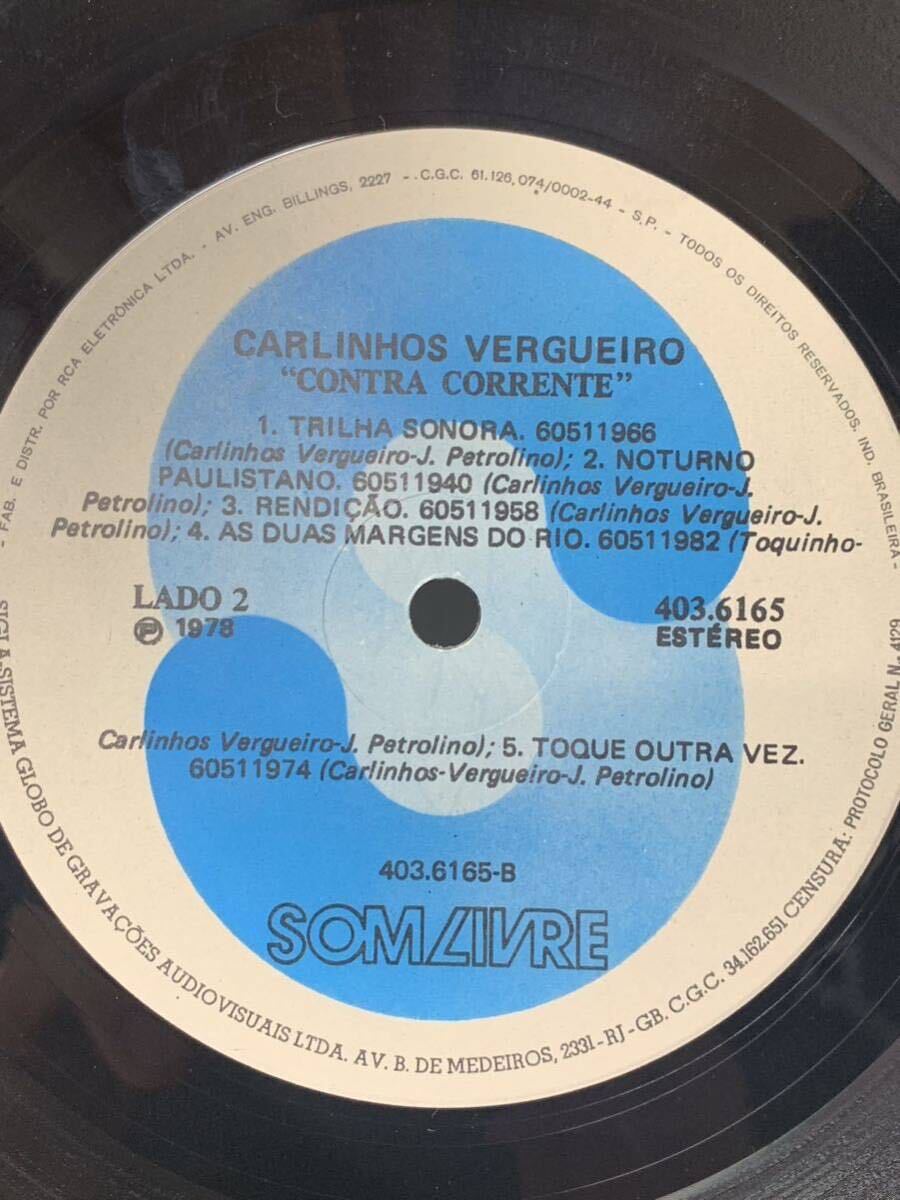 - FAB. E DISTR. POR RCA ELETRÔNICA LTDA. - AV. ENG. BILLINGS, 2227 - C.G.C. 61.126.074/0002-44 - S.P. - TODOS OS DIREITOS RESERVADOS. IND. BRASILEIRA -
CARLINHOS VERGUEIRO
"CONTRA CORRENTE"
1. TRILHA SONORA. 60511966
(Carlinhos Vergueiro-J. Petrolino); 2. NOTURNO
PAULISTANO. 60511940 (Carlinhos Vergueiro-J.
Petrolino); 3. RENDIÇÃO. 60511958 (Carlinhos Vergueiro-J.
Petrolino); 4. AS DUAS MARGENS DO RIO. 60511982 (Toquinho-
LADO 2
℗ 1978
403.6165
ESTÉREO
Carlinhos Vergueiro-J. Petrolino); 5. TOQUE OUTRA VEZ.
60511974 (Carlinhos-Vergueiro-J. Petrolino)
403.6165-B
SOM LIVRE
SIGLA-SISTEMA GLOBO DE GRAVAÇÕES AUDIOVISUAIS LTDA. AV. B. DE MEDEIROS, 2331-RJ-GB. C.G.C. 34.162.651 CENSURA: PROTOCOLO GERAL N. 4129